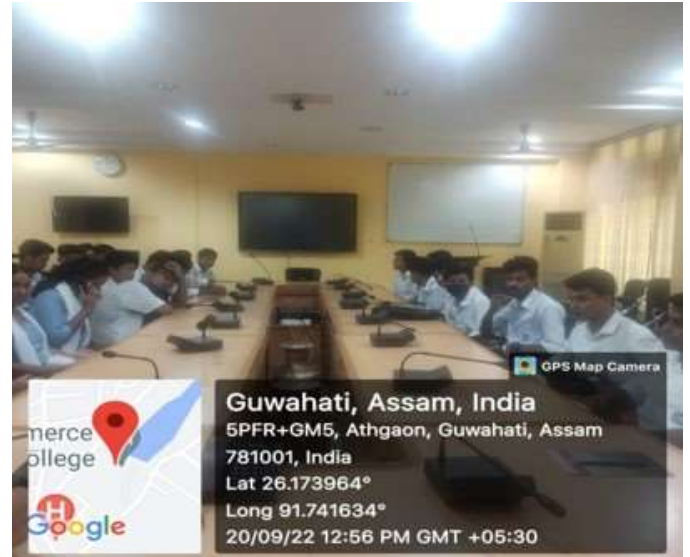 GPS Map Camera
merce
ollege
H
Google
Guwahati, Assam, India
5PFR+GM5, Athgaon, Guwahati, Assam
781001, India
Lat 26.173964°
Long 91.741634°
20/09/22 12:56 PM GMT +05:30